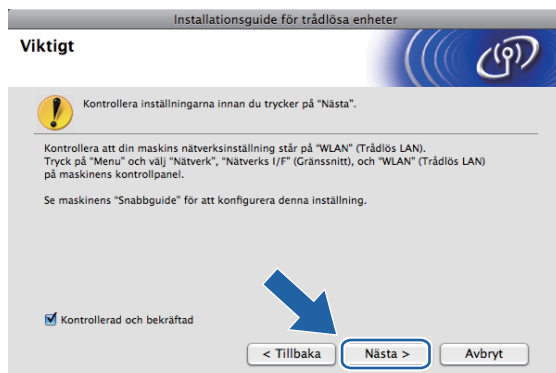 Installationsguide för trådlösa enheter
Viktigt
Kontrollera inställningarna innan du trycker på "Nästa".
Kontrollera att din maskins nätverksinställning står på "WLAN" (Trådlös LAN).
Tryck på "Menu" och välj "Nätverk", "Nätverks I/F" (Gränssnitt), och "WLAN" (Trådlös LAN)
på maskinens kontrollpanel.
Se maskinens "Snabbguide" för att konfigurera denna inställning.
Kontrollerad och bekräftad
< Tillbaka
Nästa >
Avbryt